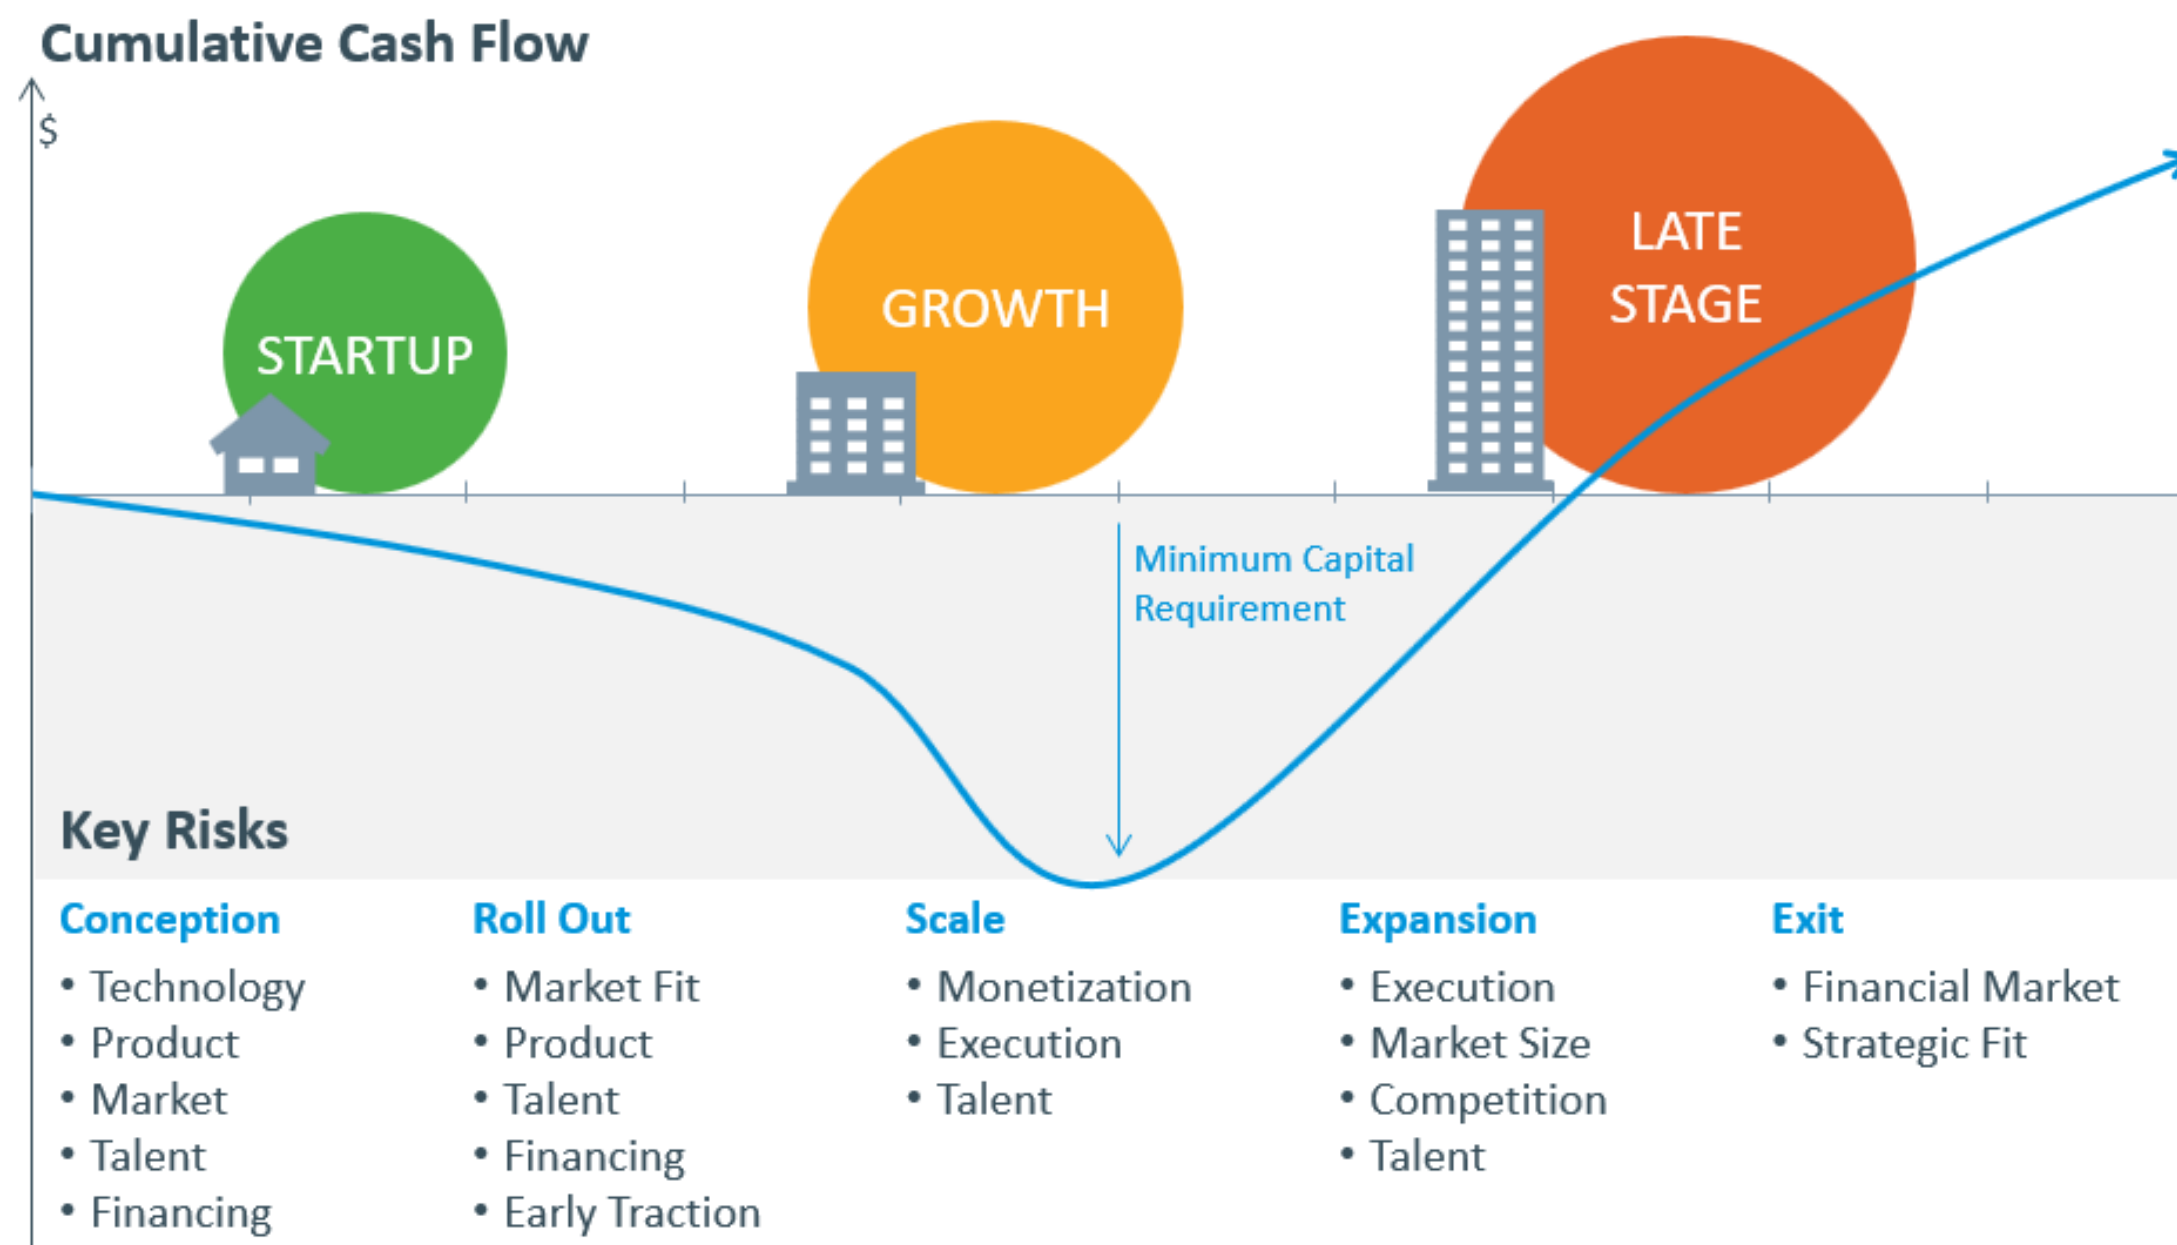 Cumulative Cash Flow
$
STARTUP
GROWTH
LATE
STAGE
Minimum Capital
Requirement
Key Risks
Conception
• Technology
• Product
• Market
• Talent
• Financing
Roll Out
• Market Fit
• Product
• Talent
• Financing
• Early Traction
Scale
• Monetization
• Execution
• Talent
Expansion
• Execution
• Market Size
• Competition
• Talent
Exit
• Financial Market
• Strategic Fit